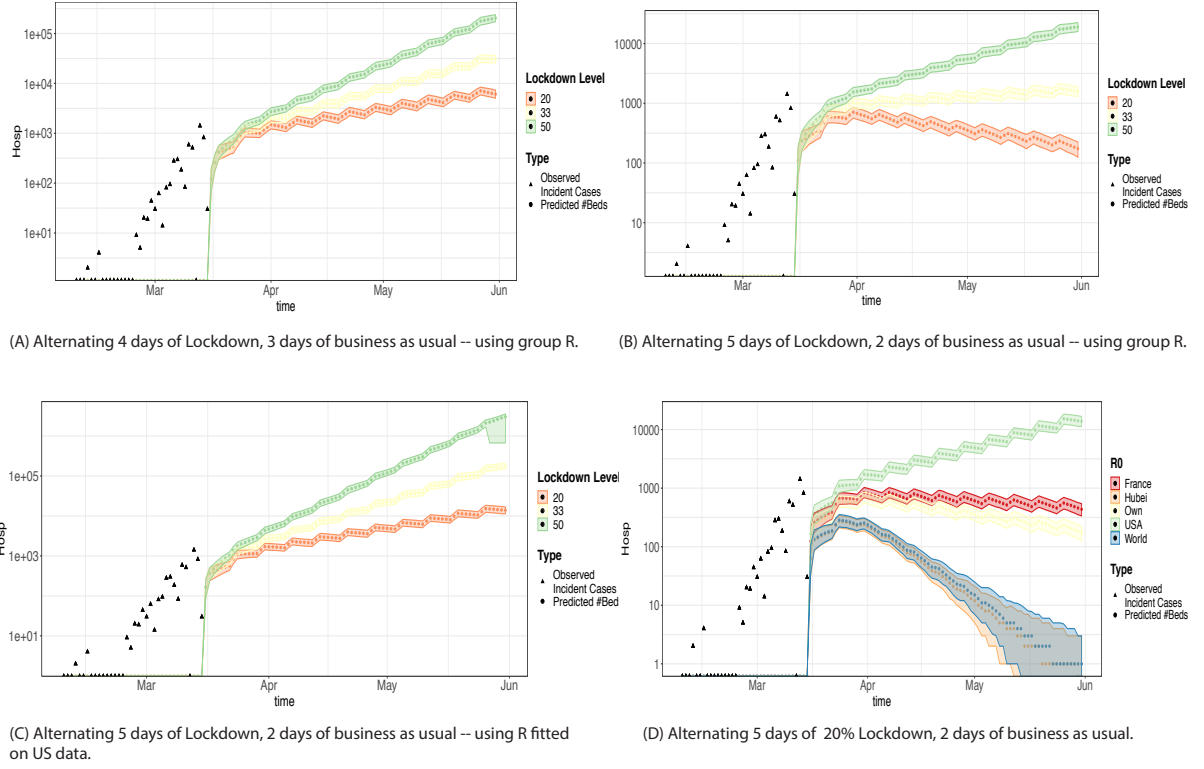 1e+05
1e+04
1e+03
1e+02
1e+01
Hosp
Mar
Apr
May
Jun
time
Lockdown Level
20
33
50
Type
Observed
Incident Cases
Predicted #Beds
(A) Alternating 4 days of Lockdown, 3 days of business as usual -- using group R.
10000
1000
100
10
Mar
Apr
May
Jun
time
Lockdown Level
20
33
50
Type
Observed
Incident Cases
Predicted #Beds
(B) Alternating 5 days of Lockdown, 2 days of business as usual -- using group R.
1e+05
1e+03
1e+01
Hosp
Mar
Apr
May
Jun
time
Lockdown Level
20
33
50
Type
Observed
Incident Cases
Predicted #Bed
(C) Alternating 5 days of Lockdown, 2 days of business as usual -- using R fitted
on US data.
10000
1000
100
10
1
Hosp
Mar
Apr
May
Jun
time
R0
France
Hubei
Own
USA
World
Type
Observed
Incident Cases
Predicted #Beds
(D) Alternating 5 days of 20% Lockdown, 2 days of business as usual.